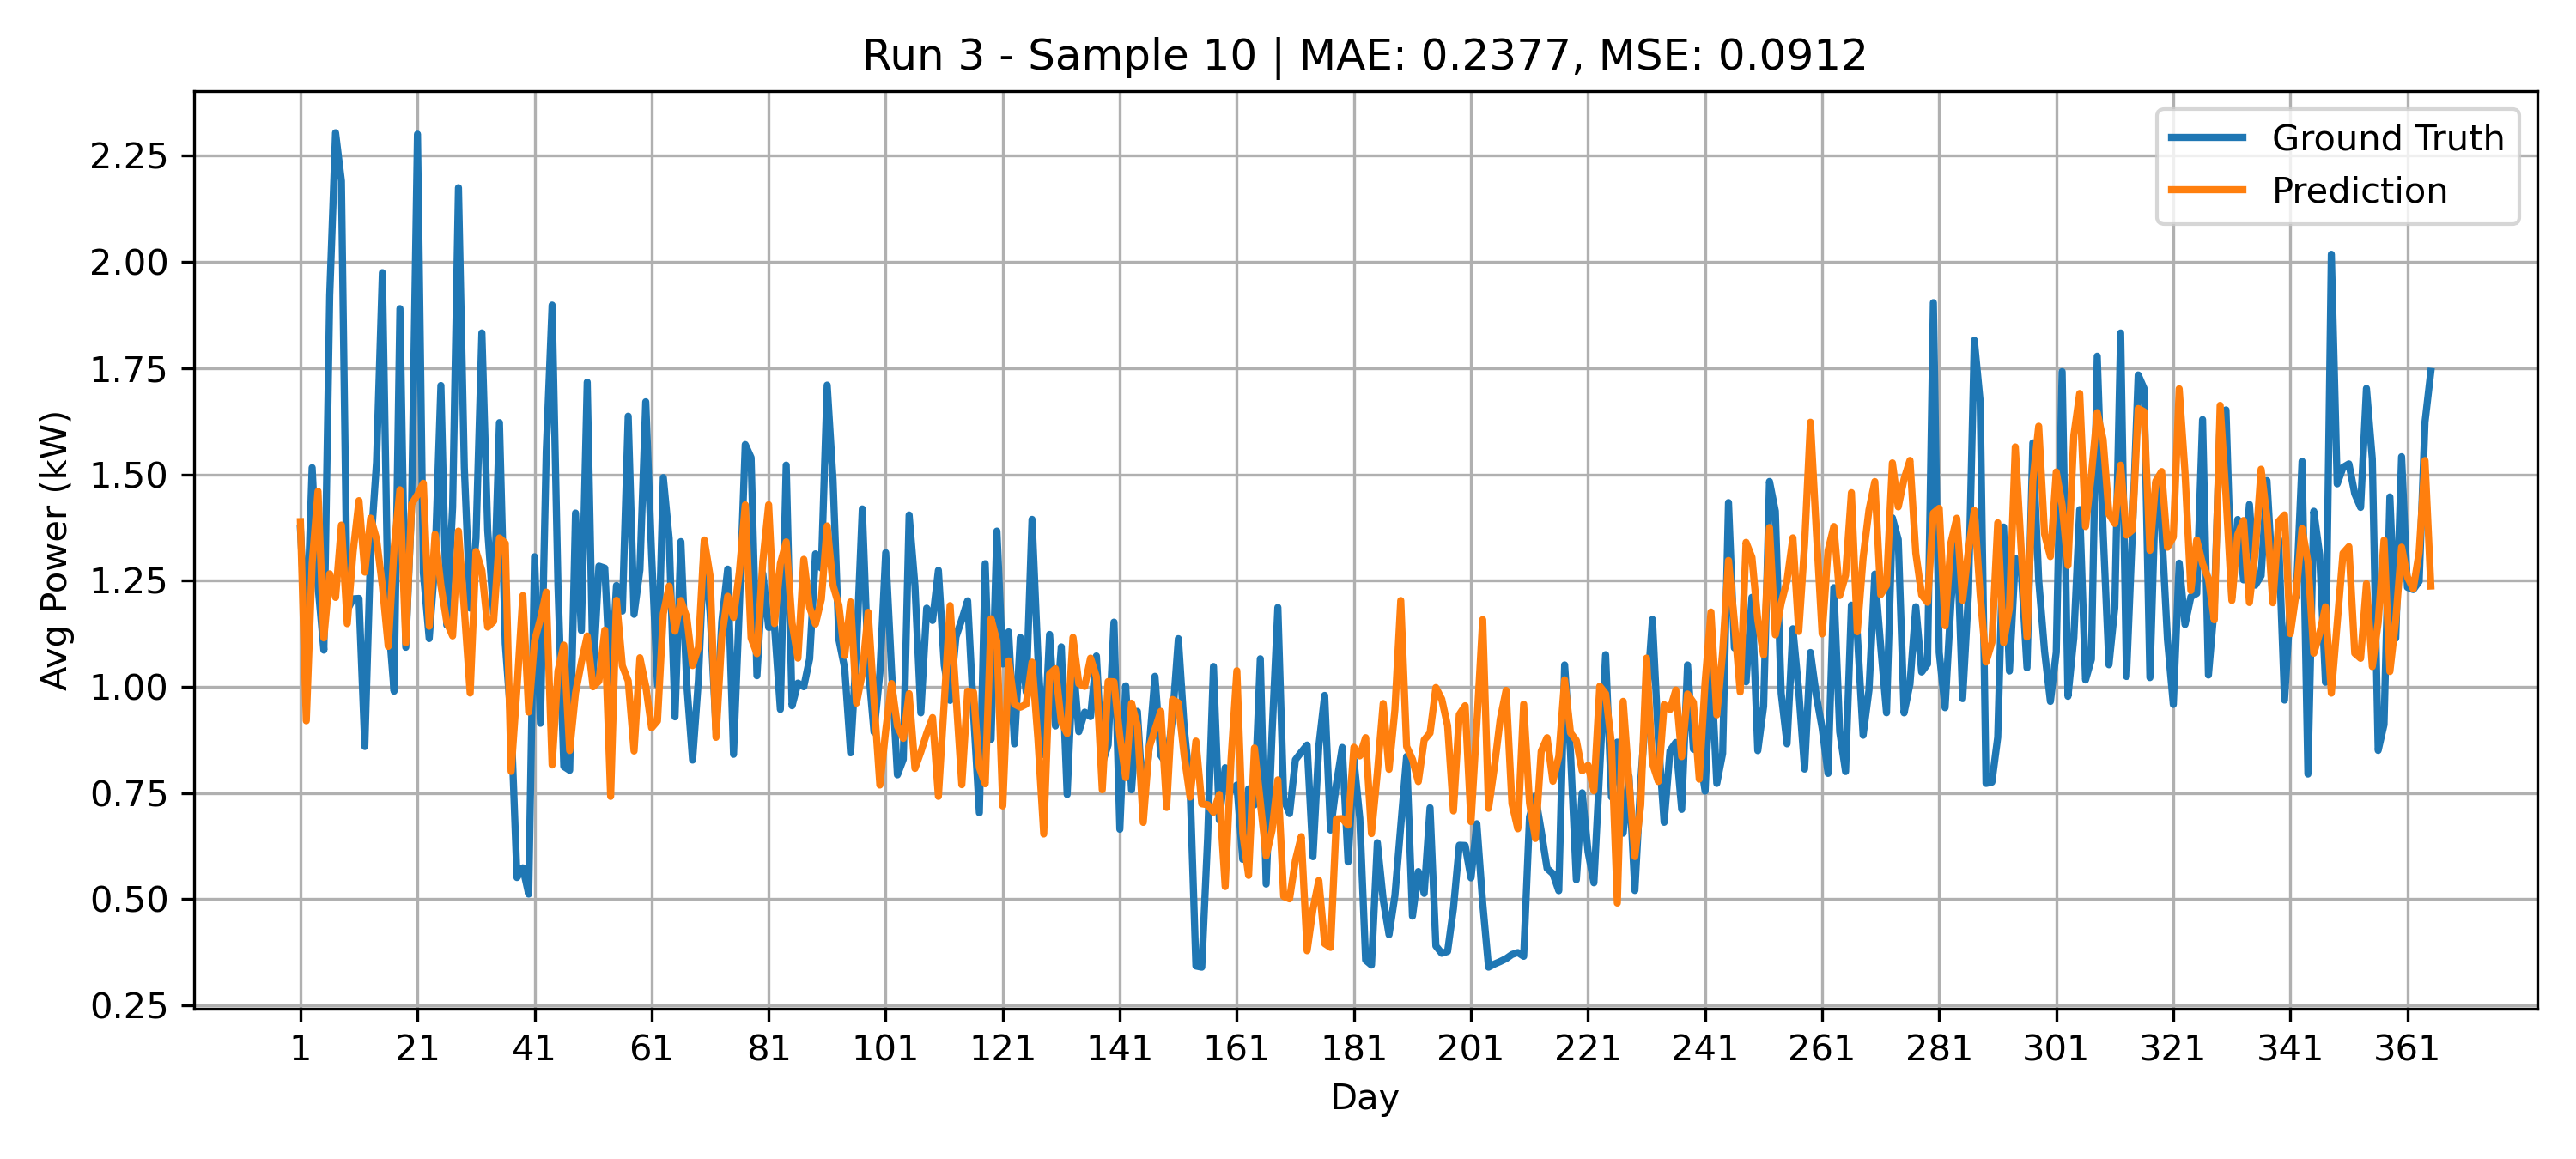 Run 3 - Sample 10 | MAE: 0.2377, MSE: 0.0912
Ground Truth
Prediction
Avg Power (kW)
2.25
2.00
1.75
1.50
1.25
1.00
0.75
0.50
0.25
1 21 41 61 81 101 121 141 161 181 201 221 241 261 281 301 321 341 361
Day